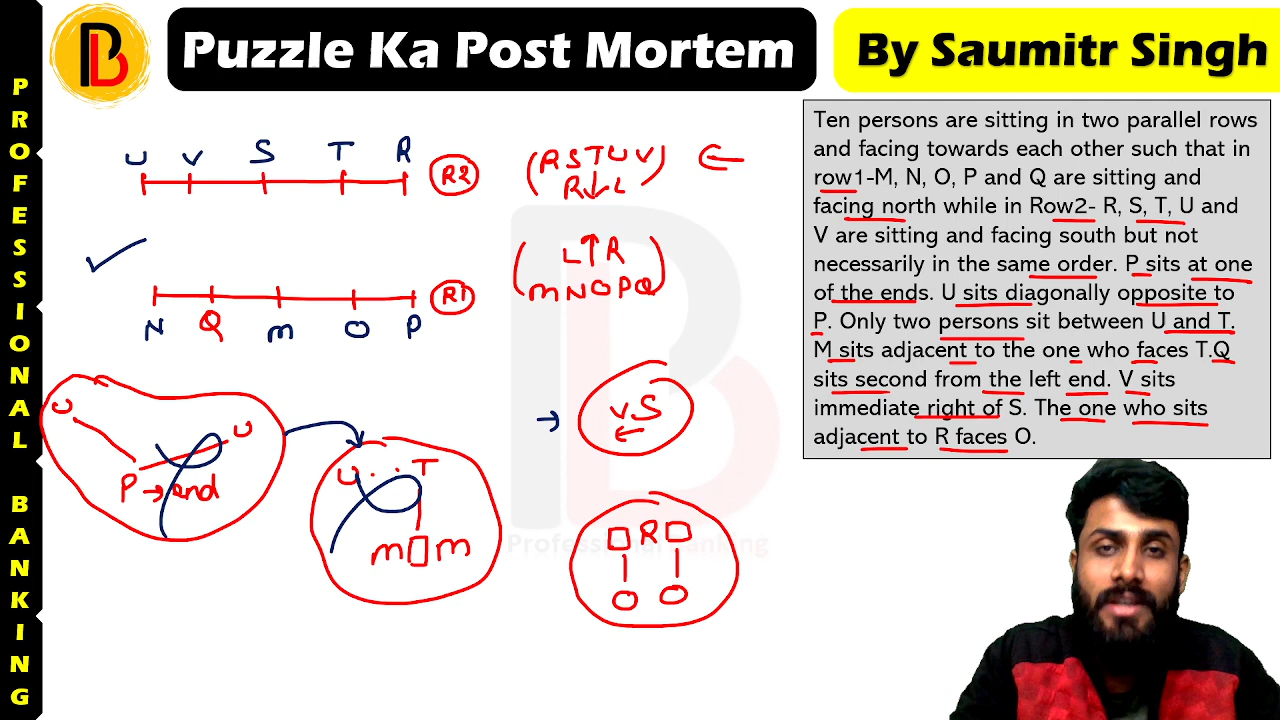 PROFESSIONAL BANKING
B
Puzzle Ka Post Mortem
By Saumitr Singh
Ten persons are sitting in two parallel rows
and facing towards each other such that in
row1-M, N, O, P and Q are sitting and
facing north while in Row2- R, S, T, U and
V are sitting and facing south but not
necessarily in the same order. P sits at one
of the ends. U sits diagonally opposite to
P. Only two persons sit between U and T.
M sits adjacent to the one who faces T.Q
sits second from the left end. V sits
immediate right of S. The one who sits
adjacent to R faces O.
U V S T R
R2
(RSTUV) ←
R↓L
L↑R
(MNOPQ)
R1
N Q M O P
U U
P → end
U . . T
M □ M
→ VS
←
□ R □
O O
Professional Banking